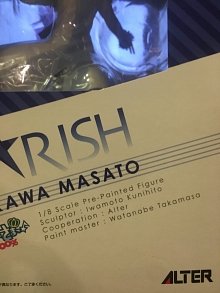 ★RISH
AWA MASATO
1/8 Scale Pre-Painted Figure
Sculptor : Iwamoto Kunihito
Cooperation : Alter
Paint master : Watanabe Takamasa
ALTER